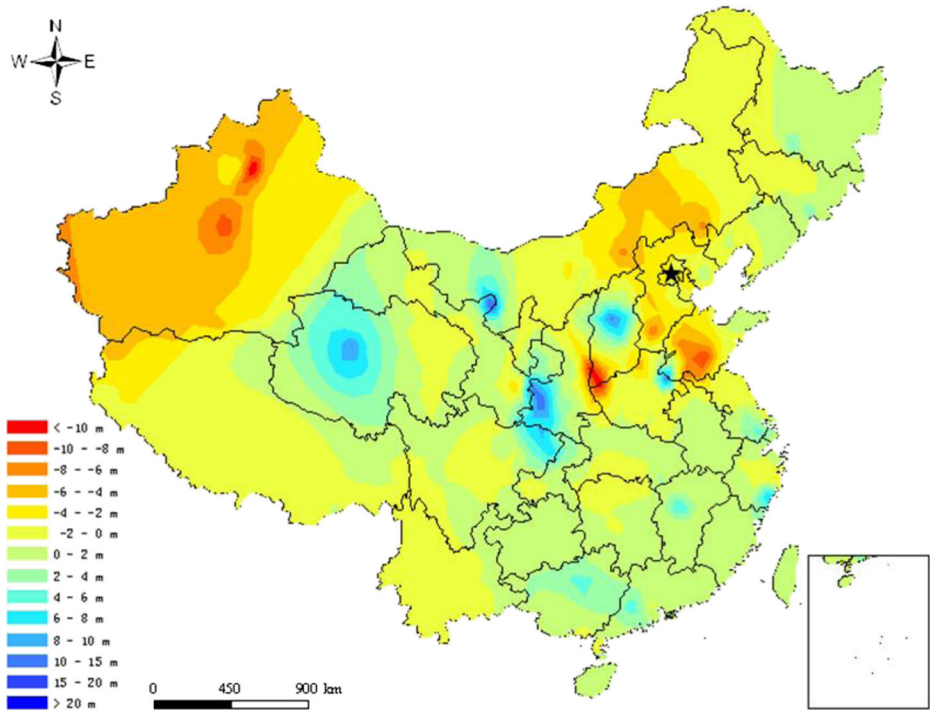 N
W E
S
< -10 m
-10 - -8 m
-8 - -6 m
-6 - -4 m
-4 - -2 m
-2 - 0 m
0 - 2 m
2 - 4 m
4 - 6 m
6 - 8 m
8 - 10 m
10 - 15 m
15 - 20 m
> 20 m
0 450 900 km